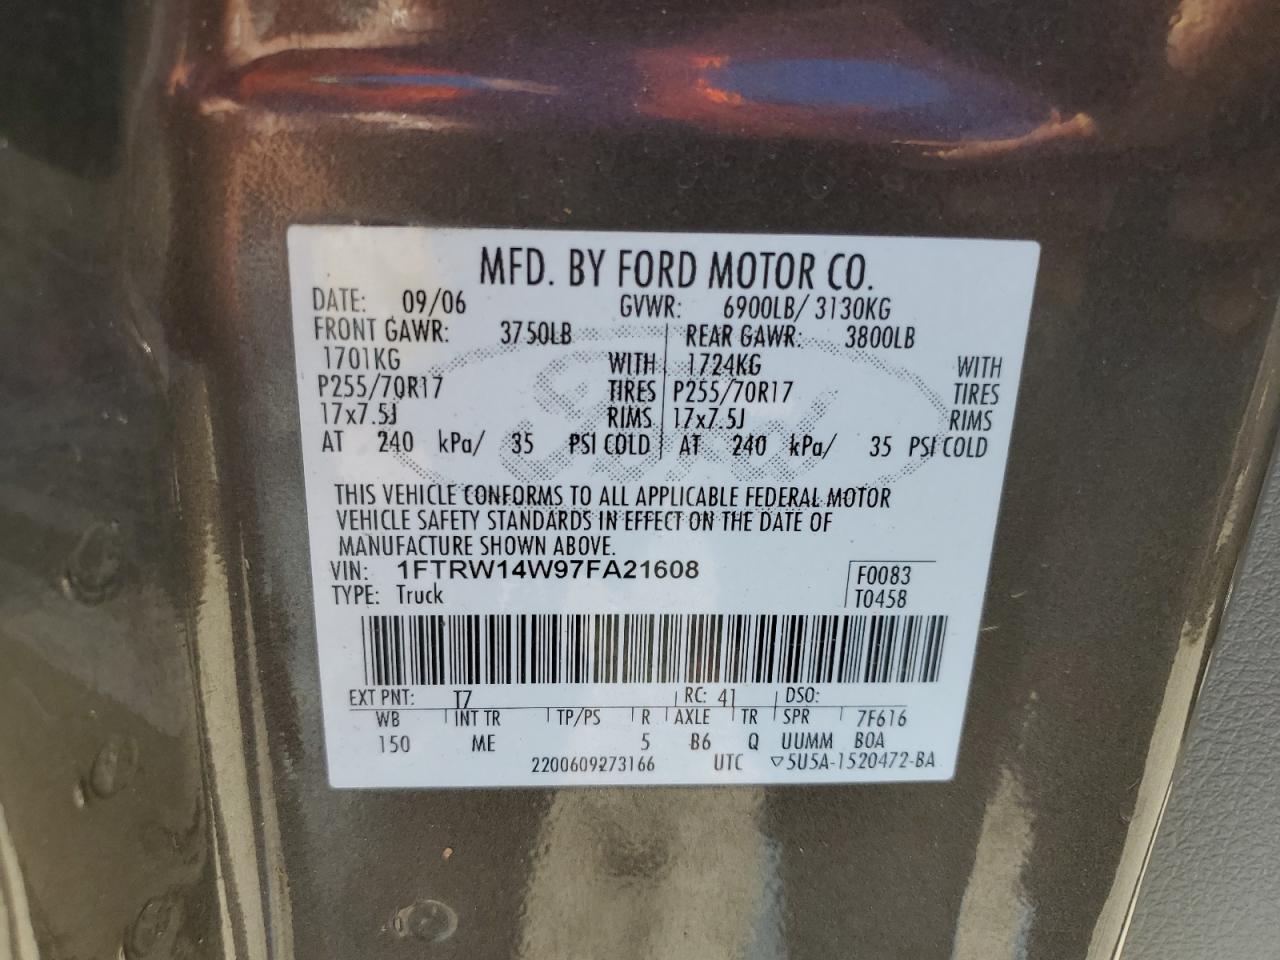 MFD. BY FORD MOTOR CO.
DATE: 09/06 GVWR: 6900LB/ 3130KG
FRONT GAWR: 3750LB REAR GAWR: 3800LB
1701KG WITH 1724KG WITH
P255/70R17 TIRES P255/70R17 TIRES
17x7.5J RIMS 17x7.5J RIMS
AT 240 kPa/ 35 PSI COLD AT 240 kPa/ 35 PSI COLD
THIS VEHICLE CONFORMS TO ALL APPLICABLE FEDERAL MOTOR
VEHICLE SAFETY STANDARDS IN EFFECT ON THE DATE OF
MANUFACTURE SHOWN ABOVE.
VIN: 1FTRW14W97FA21608 F0083
TYPE: Truck T0458
EXT PNT: T7 RC: 41 DSO:
WB INT TR TP/PS R AXLE TR SPR 7F616
150 ME 5 B6 Q UUMM BOA
2200609273166 UTC ▽5U5A-1520472-BA
Ford